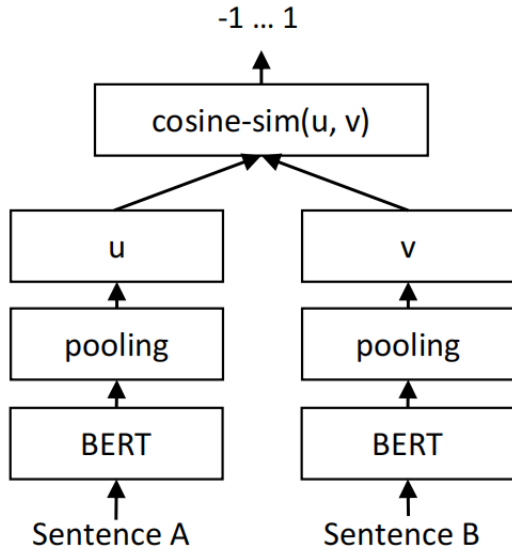 -1 ... 1
cosine-sim(u, v)
u v
pooling pooling
BERT BERT
Sentence A Sentence B